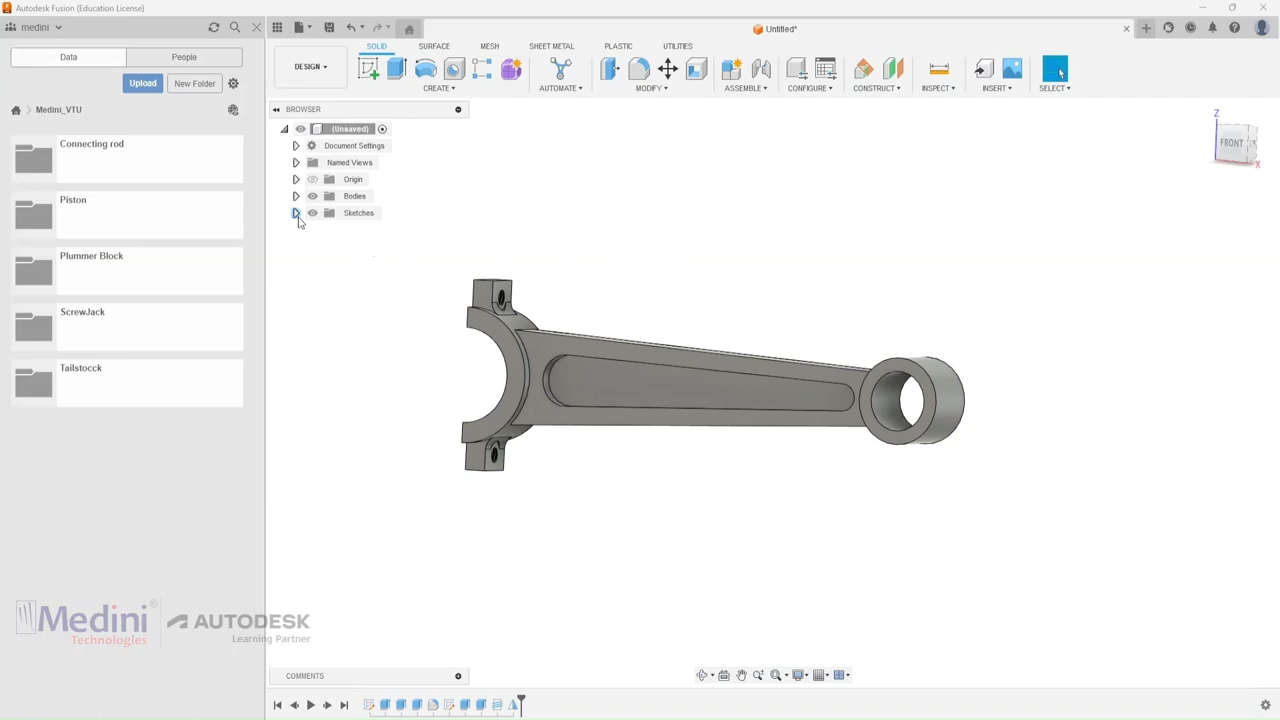 Autodesk Fusion (Education License)
medini
Untitled*
Data
People
Upload
New Folder
Medini_VTU
Connecting rod
Piston
Plummer Block
ScrewJack
Tailstocck
DESIGN
SOLID
SURFACE
MESH
SHEET METAL
PLASTIC
UTILITIES
CREATE
AUTOMATE
MODIFY
ASSEMBLE
CONFIGURE
CONSTRUCT
INSPECT
INSERT
SELECT
BROWSER
(Unsaved)
Document Settings
Named Views
Origin
Bodies
Sketches
Z
FRONT
X
Medini®
Technologies
AUTODESK
Learning Partner
COMMENTS